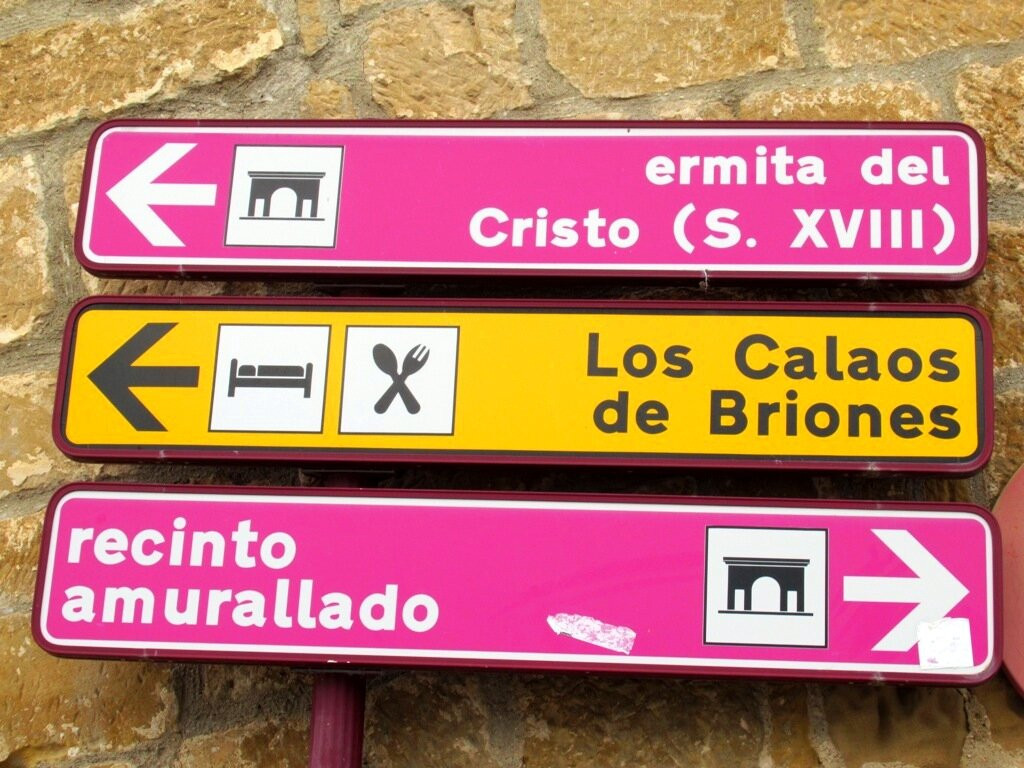 ermita del
Cristo (S. XVIII)
Los Calaos
de Briones
recinto
amurallado